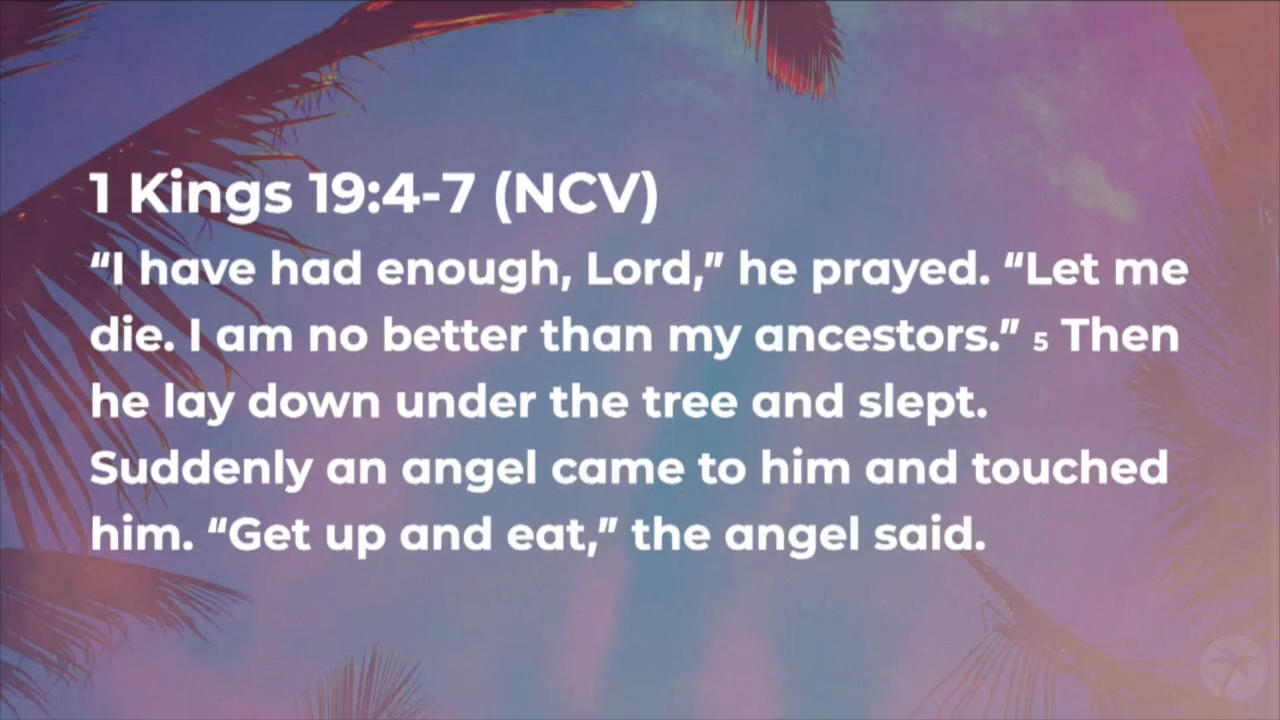 1 Kings 19:4-7 (NCV)
“I have had enough, Lord,” he prayed. “Let me
die. I am no better than my ancestors.” 5 Then
he lay down under the tree and slept.
Suddenly an angel came to him and touched
him. “Get up and eat,” the angel said.